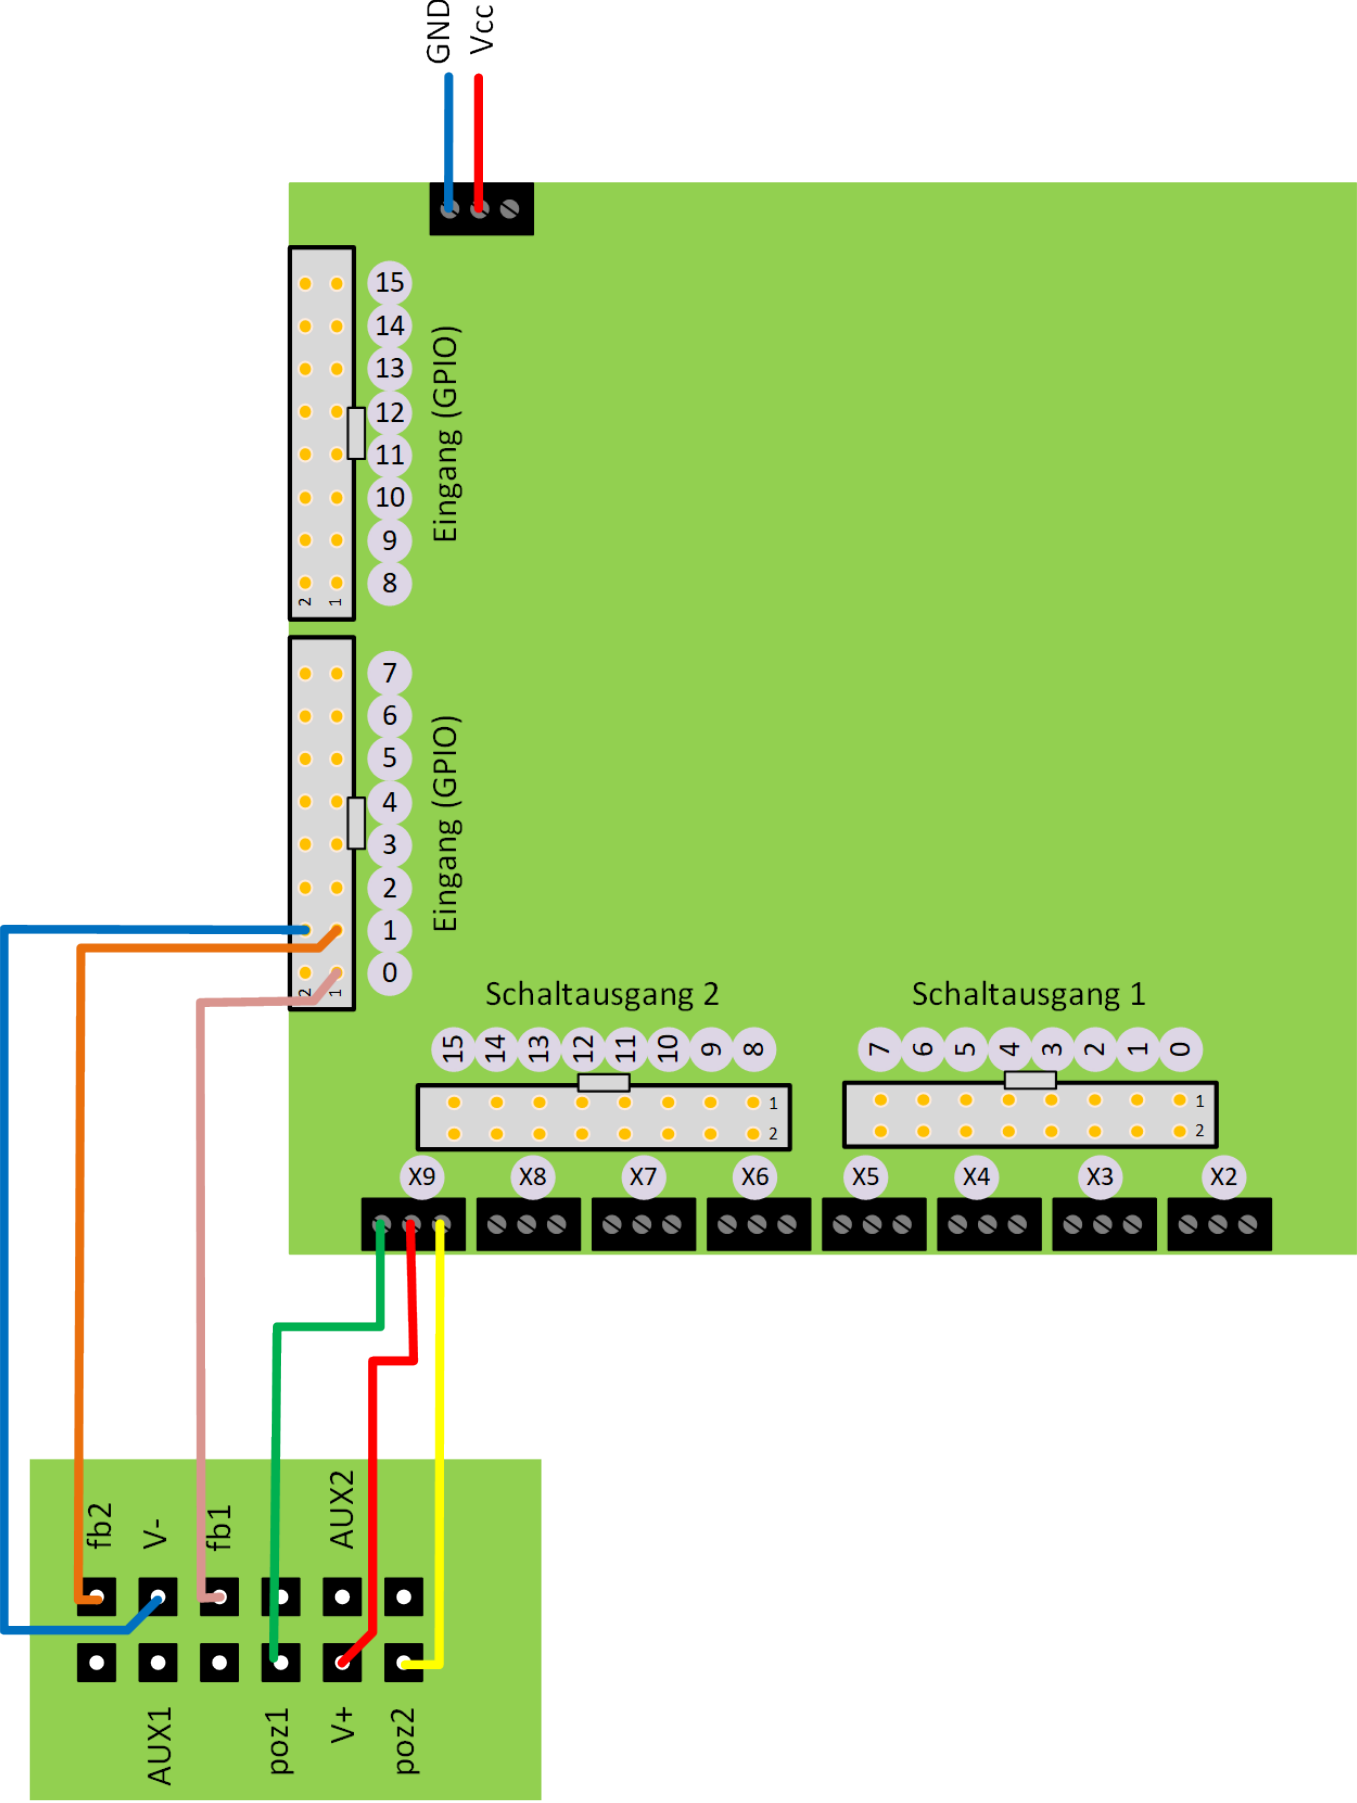 GND
Vcc
15
14
13
12
11
10
9
8
2 1
Eingang (GPIO)
7
6
5
4
3
2
1
0
2 1
Eingang (GPIO)
Schaltausgang 2
15 14 13 12 11 10 9 8
1
2
Schaltausgang 1
7 6 5 4 3 2 1 0
1
2
X9 X8 X7 X6 X5 X4 X3 X2
fb2
V-
fb1
AUX2
AUX1
poz1
V+
poz2